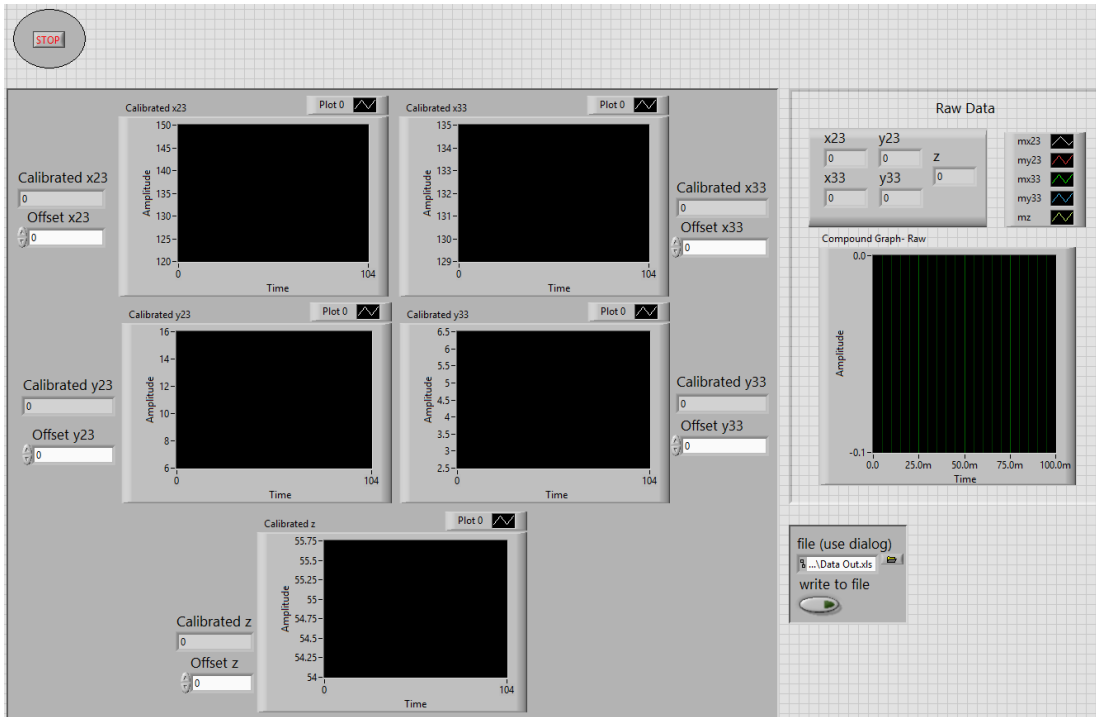 STOP
Calibrated x23
Plot 0
150
145
140
135
130
125
120
Amplitude
0
104
Time
Calibrated x23
0
Offset x23
0
Calibrated x33
Plot 0
135
134
133
132
131
130
129
Amplitude
0
104
Time
Calibrated x33
0
Offset x33
0
Calibrated y23
Plot 0
16
14
12
10
8
6
Amplitude
0
104
Time
Calibrated y23
0
Offset y23
0
Calibrated y33
Plot 0
6.5
6
5.5
5
4.5
4
3.5
3
2.5
Amplitude
0
104
Time
Calibrated y33
0
Offset y33
0
Calibrated z
Plot 0
55.75
55.5
55.25
55
54.75
54.5
54.25
54
Amplitude
0
104
Time
Calibrated z
0
Offset z
0
Raw Data
x23
0
y23
0
z
0
x33
0
y33
0
mx23
my23
mx33
my33
mz
Compound Graph- Raw
0.0
-0.1
Amplitude
0.0 25.0m 50.0m 75.0m 100.0m
Time
file (use dialog)
...\Data Out.xls
write to file